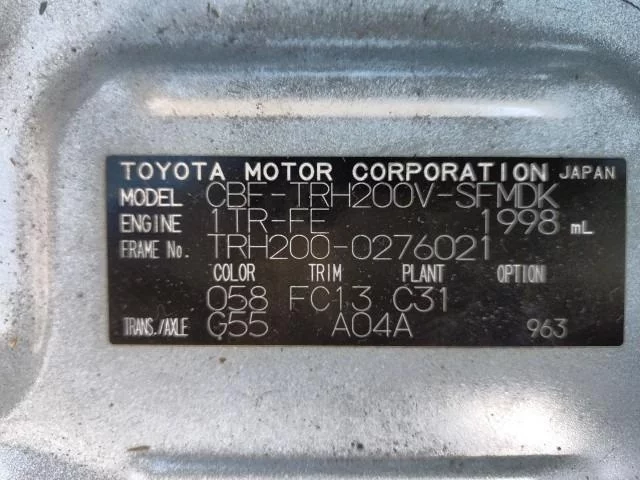 TOYOTA MOTOR CORPORATION JAPAN
MODEL CBF-TRH200V-SFMDK
ENGINE 1TR-FE 1998 mL
FRAME No. TRH200-0276021
COLOR TRIM PLANT OPTION
058 FC13 C31
TRANS./AXLE G55 A04A 963